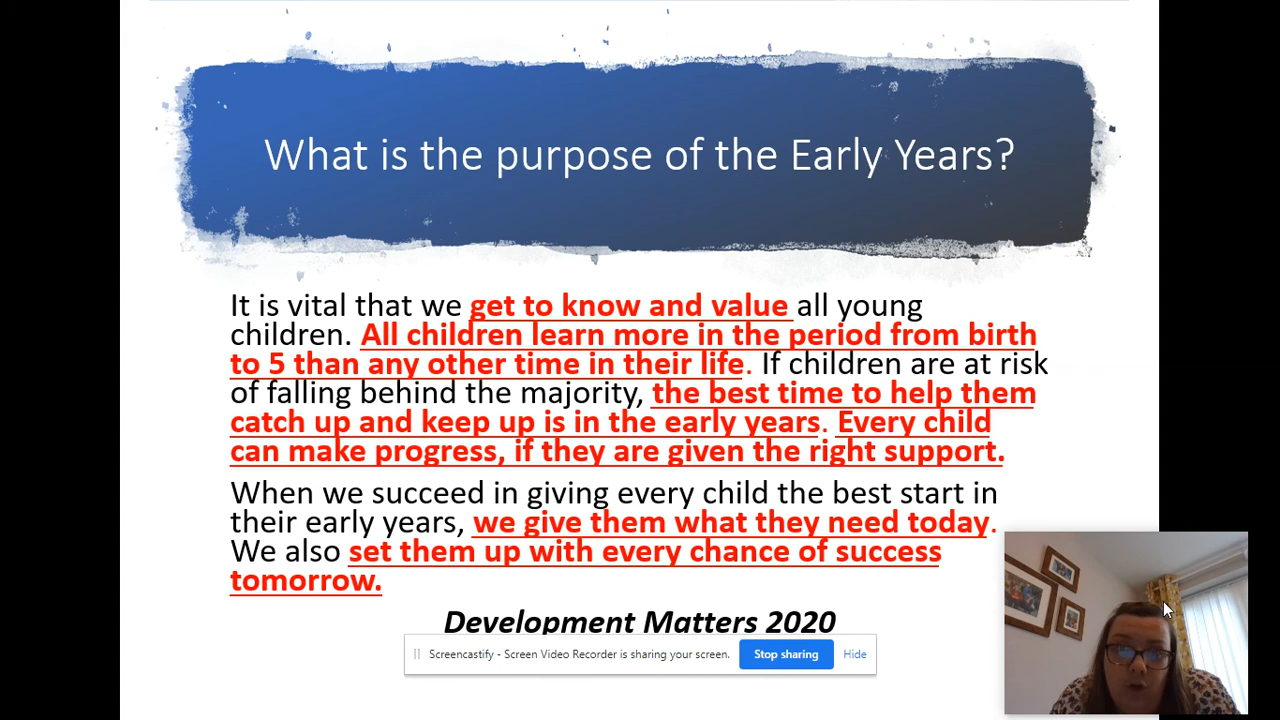 What is the purpose of the Early Years?
It is vital that we get to know and value all young
children. All children learn more in the period from birth
to 5 than any other time in their life. If children are at risk
of falling behind the majority, the best time to help them
catch up and keep up is in the early years. Every child
can make progress, if they are given the right support.
When we succeed in giving every child the best start in
their early years, we give them what they need today.
We also set them up with every chance of success
tomorrow.
Development Matters 2020
Screencastify - Screen Video Recorder is sharing your screen. Stop sharing Hide